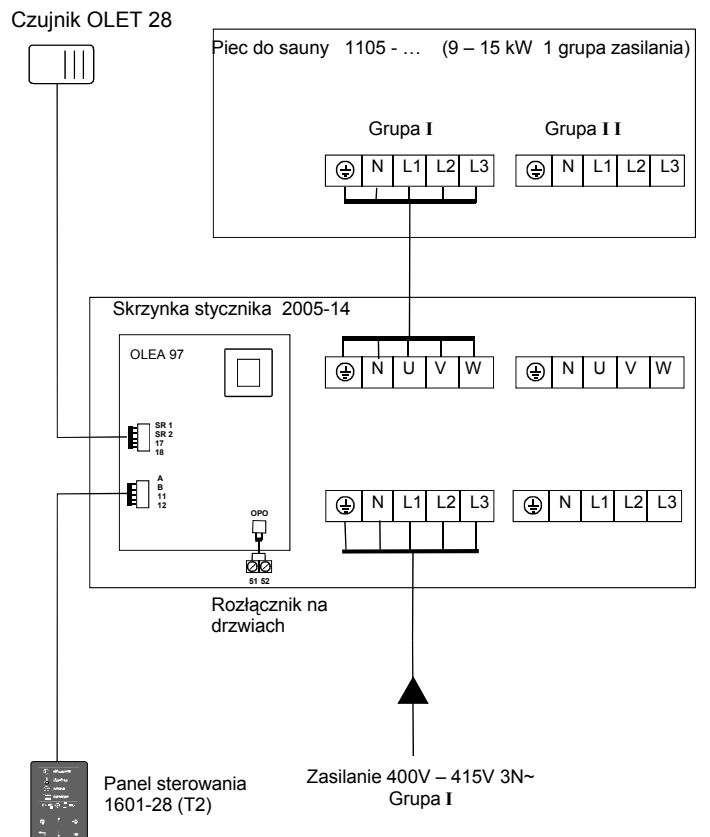 Czujnik OLET 28
Piec do sauny 1105 - … (9 – 15 kW 1 grupa zasilania)
Grupa I
Grupa I I
N L1 L2 L3
N L1 L2 L3
Skrzynka stycznika 2005-14
OLEA 97
N U V W
N U V W
SR 1
SR 2
17
18
A
B
11
12
OPO
N L1 L2 L3
N L1 L2 L3
51 52
Rozłącznik na
drzwiach
Panel sterowania
1601-28 (T2)
Zasilanie 400V – 415V 3N~
Grupa I